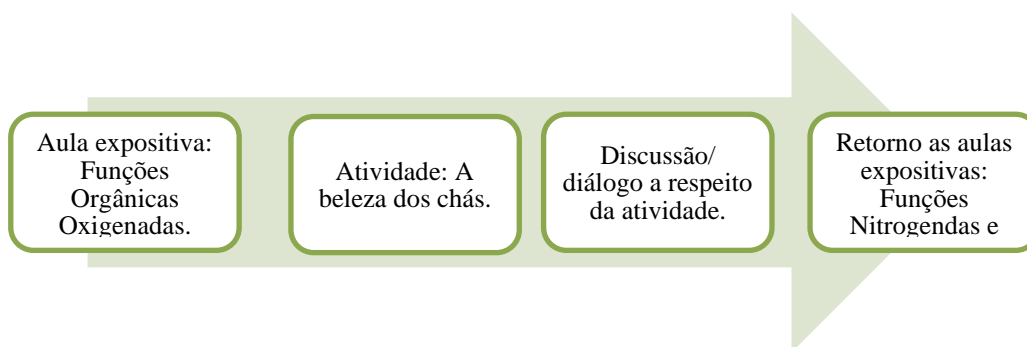 Aula expositiva:
Funções
Orgânicas
Oxigenadas.
Atividade: A
beleza dos chás.
Discussão/
diálogo a respeito
da atividade.
Retorno as aulas
expositivas:
Funções
Nitrogendas e